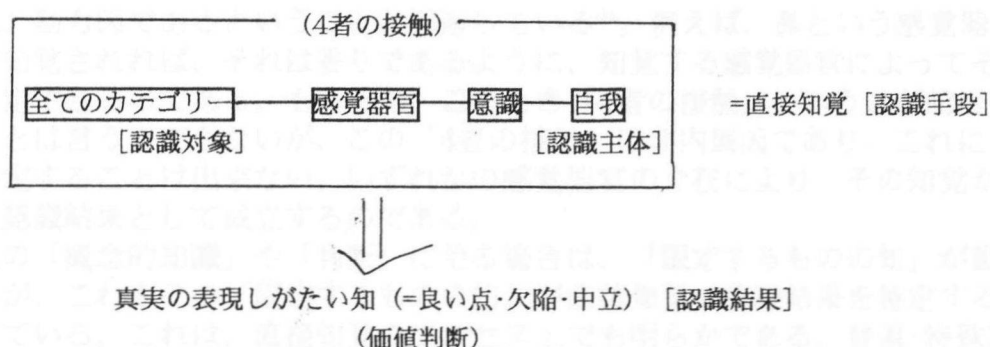 (4者の接触)
全てのカテゴリー 感覚器官 意識 自我 =直接知覚 [認識手段]
[認識対象] [認識主体]
真実の表現しがたい知 (=良い点·欠陥·中立) [認識結果]
(価値判断)